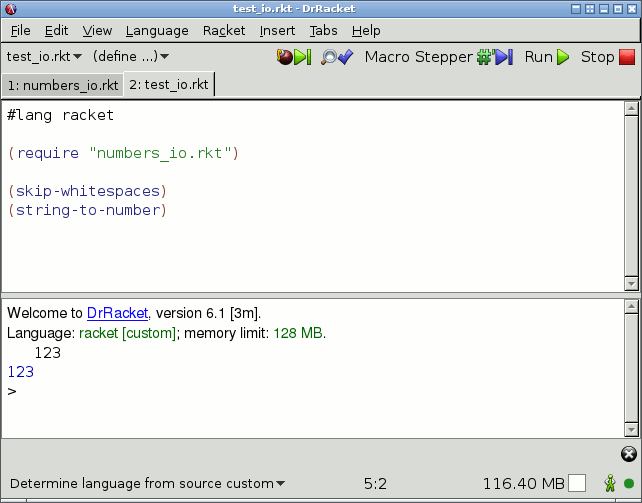 test_io.rkt - DrRacket
File Edit View Language Racket Insert Tabs Help
test_io.rkt (define ...) Macro Stepper Run Stop
1: numbers_io.rkt 2: test_io.rkt
#lang racket
(require "numbers_io.rkt")
(skip-whitespaces)
(string-to-number)
Welcome to DrRacket, version 6.1 [3m].
Language: racket [custom]; memory limit: 128 MB.
123
123
>
Determine language from source custom 5:2 116.40 MB